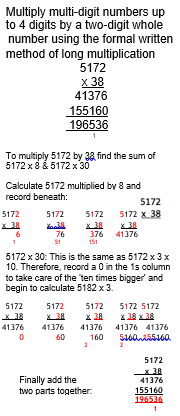 Multiply multi-digit numbers up
to 4 digits by a two-digit whole
number using the formal written
method of long multiplication
5172
x 38
41376
155160
196536
1
To multiply 5172 by 38 find the sum of
5172 x 8 & 5172 x 30
Calculate 5172 multiplied by 8 and
record beneath:
5172 5172 5172 5172 5172
x 38 x 38 x 38 x 38 x 38
6 76 376 41376
1 51 151
5172 x 30: This is the same as 5172 x 3 x
10. Therefore, record a 0 in the 1s column
to take care of the 'ten times bigger' and
begin to calculate 5182 x 3.
5172 5172 5172 5172 5172
x 38 x 38 x 38 x 38 x 38
41376 41376 41376 41376 41376
0 60 160 5160 155160
2 2
5172
x 38
Finally add the 41376
two parts together: 155160
196536
1